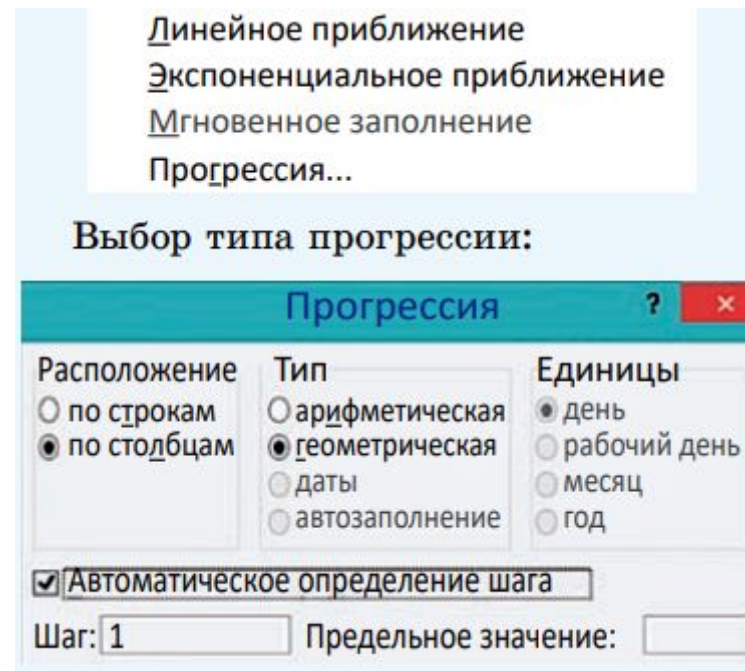 Линейное приближение
Экспоненциальное приближение
Мгновенное заполнение
Прогрессия...
Выбор типа прогрессии:
Прогрессия ? ×
Расположение Тип Единицы
по строкам арифметическая день
по столбцам геометрическая рабочий день
даты месяц
автозаполнение год
Автоматическое определение шага
Шаг: 1 Предельное значение: